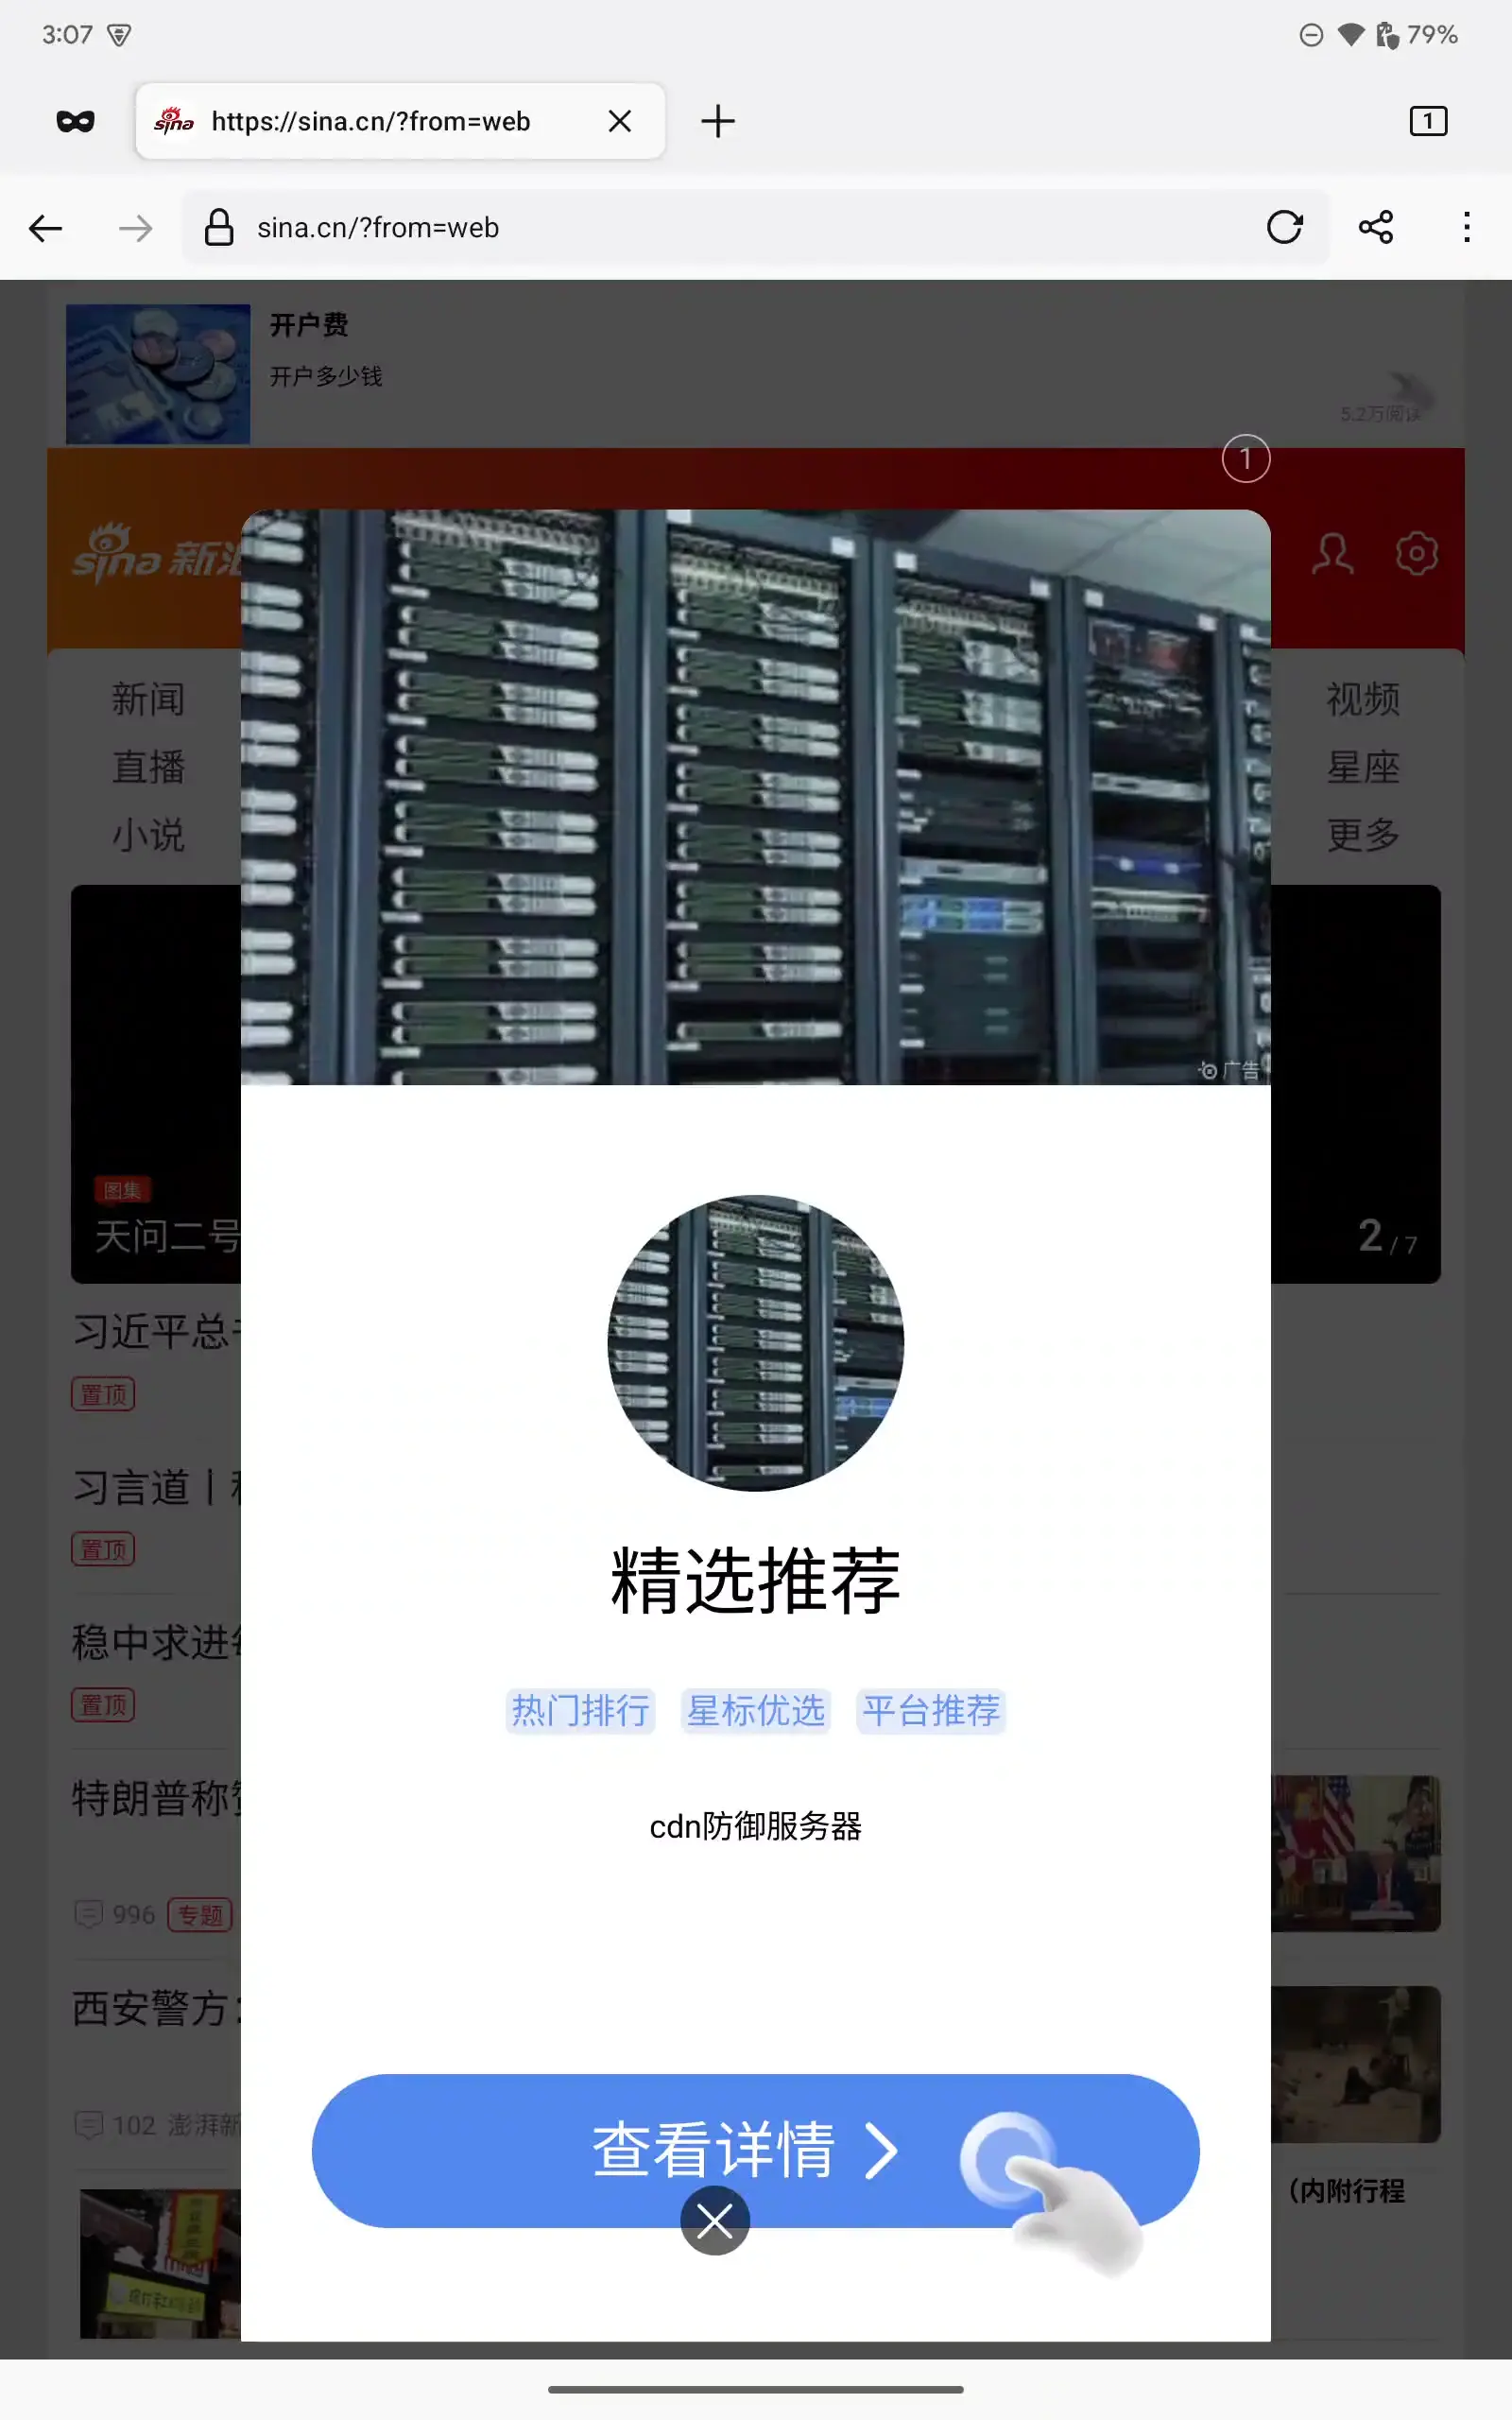 3:07
79%
sina
https://sina.cn/?from=web
1
sina.cn/?from=web
开户费
开户多少钱
5.2万阅读
1
sina 新浪
新闻
视频
直播
星座
小说
更多
广告
图集
天问二号
2 / 7
习近平总
置顶
习言道丨
置顶
稳中求进
置顶
特朗普称
996 专题
西安警方
102 澎湃新
(内附行程
精选推荐
热门排行 星标优选 平台推荐
cdn防御服务器
查看详情